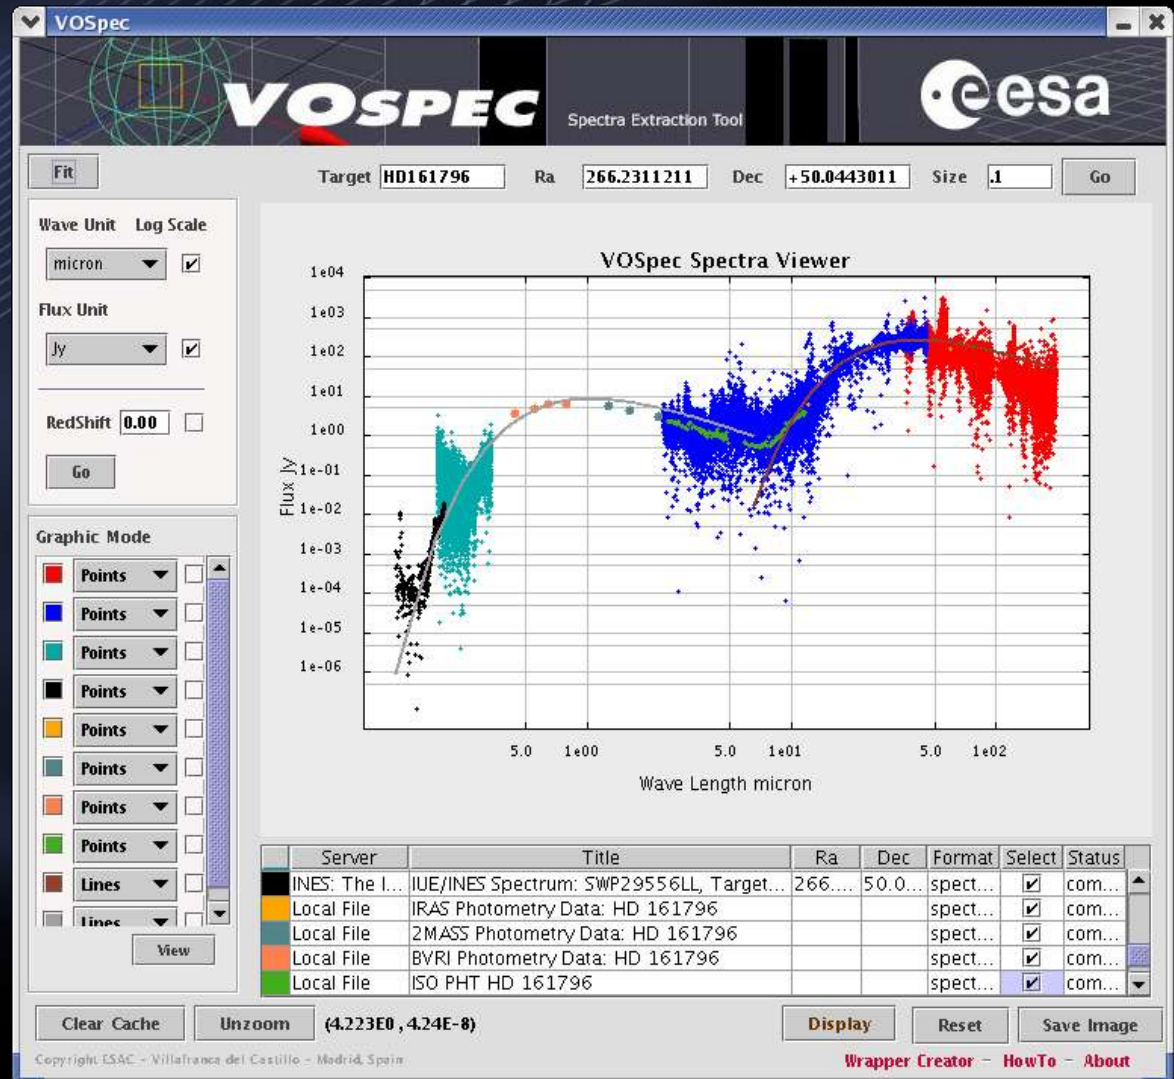 VOSpec
VOSPEC
Spectra Extraction Tool
esa
Fit
Target HD161796 Ra 266.2311211 Dec +50.0443011 Size .1 Go
Wave Unit Log Scale
micron
Flux Unit
Jy
RedShift 0.00
Go
Graphic Mode
Points
Points
Points
Points
Points
Points
Points
Points
Lines
Lines
View
VOSpec Spectra Viewer
1e04
1e03
1e02
1e01
1e00
1e-01
1e-02
1e-03
1e-04
1e-05
1e-06
Flux Jy
5.0 1e00 5.0 1e01 5.0 1e02
Wave Length micron
Server Title Ra Dec Format Select Status
INES: The I... IUE/INES Spectrum: SWP29556LL, Target... 266.... 50.0... spect... com...
Local File IRAS Photometry Data: HD 161796 spect... com...
Local File 2MASS Photometry Data: HD 161796 spect... com...
Local File BVRI Photometry Data: HD 161796 spect... com...
Local File ISO PHT HD 161796 spect... com...
Clear Cache Unzoom (4.223E0 , 4.24E-8) Display Reset Save Image
Copyright ESAC - Villafranca del Castillo - Madrid, Spain
Wrapper Creator - HowTo - About